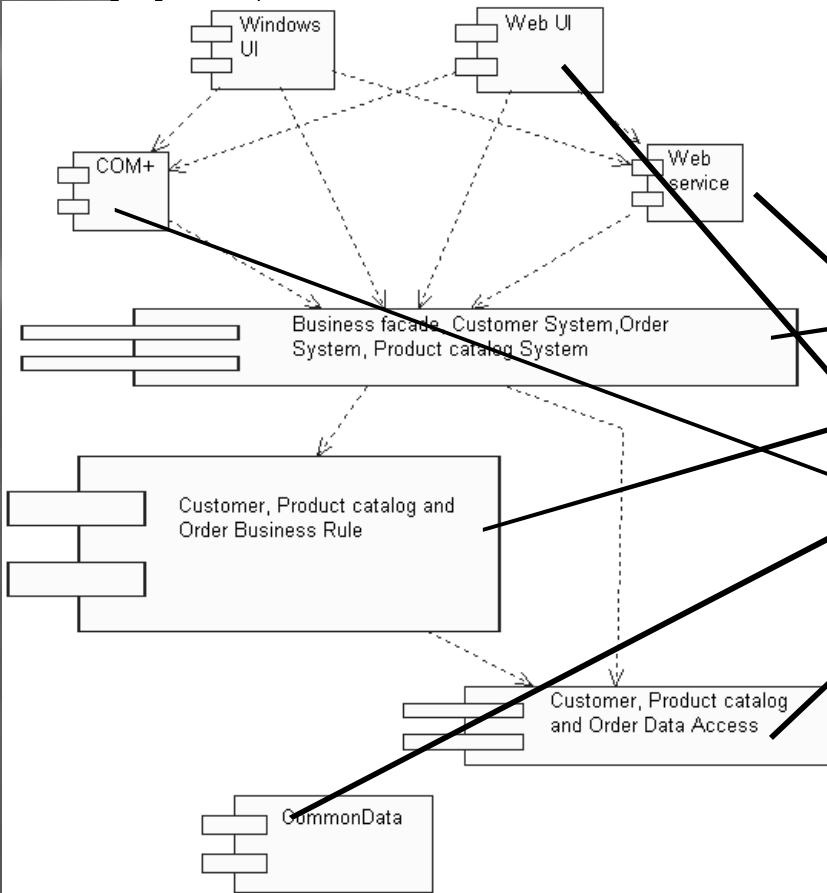 Windows
UI
Web UI
COM+
Web
service
Business facade, Customer System,Order
System, Product catalog System
Customer, Product catalog and
Order Business Rule
Customer, Product catalog
and Order Data Access
CommonData